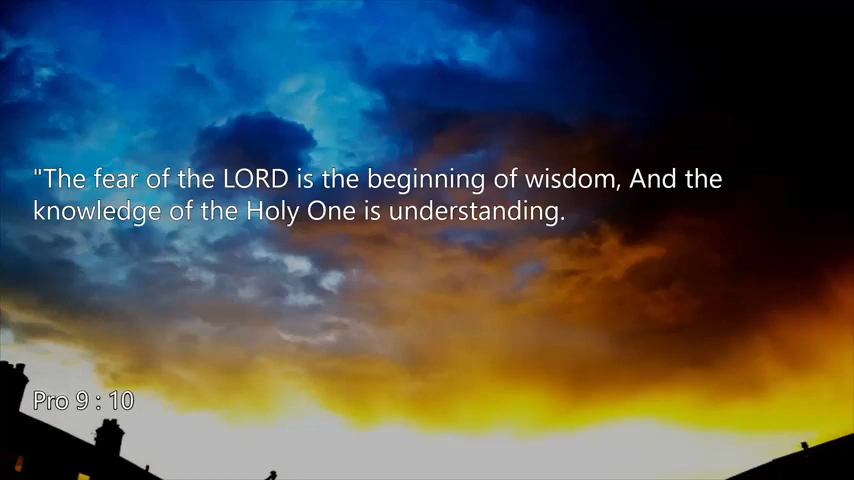 "The fear of the LORD is the beginning of wisdom, And the
knowledge of the Holy One is understanding.
Pro 9 : 10